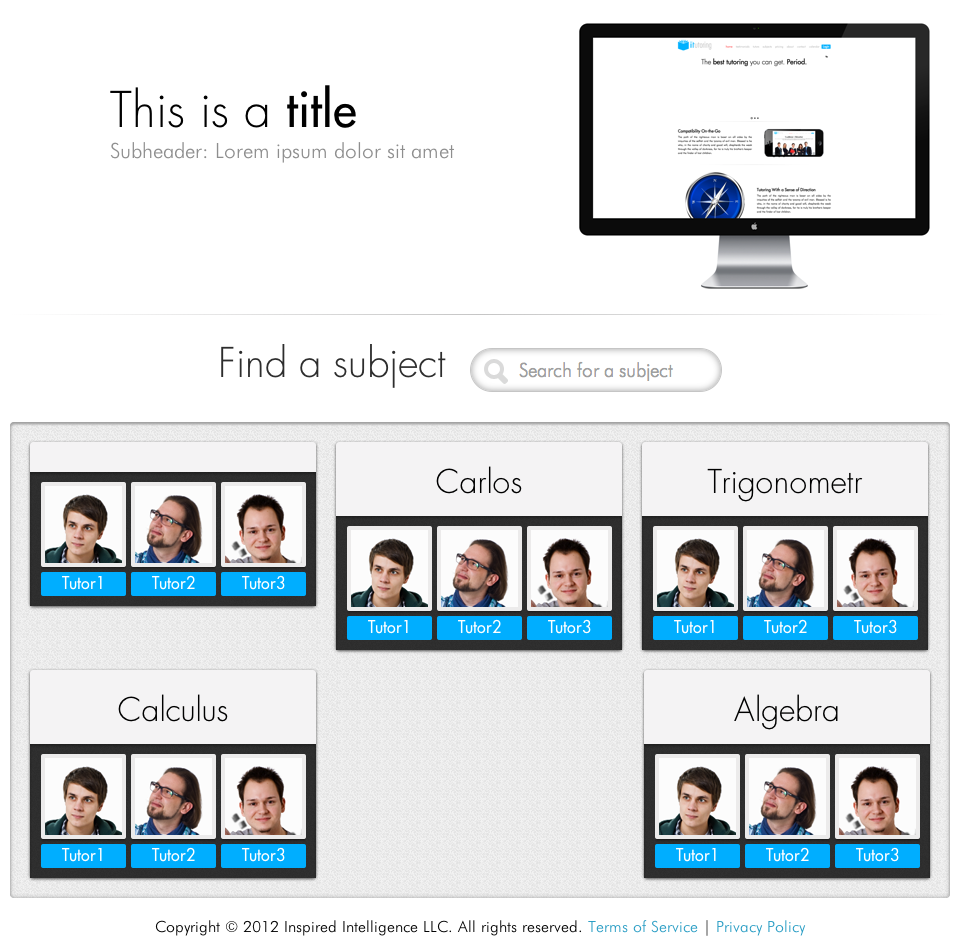 The best tutoring you can get. Period.
This is a title
Subheader: Lorem ipsum dolor sit amet
Compatibility On-the-Go
Tutoring With a Sense of Direction
Find a subject
Search for a subject
Carlos
Trigonometr
Tutor1 Tutor2 Tutor3
Tutor1 Tutor2 Tutor3
Tutor1 Tutor2 Tutor3
Calculus
Algebra
Tutor1 Tutor2 Tutor3
Tutor1 Tutor2 Tutor3
Copyright © 2012 Inspired Intelligence LLC. All rights reserved. Terms of Service | Privacy Policy